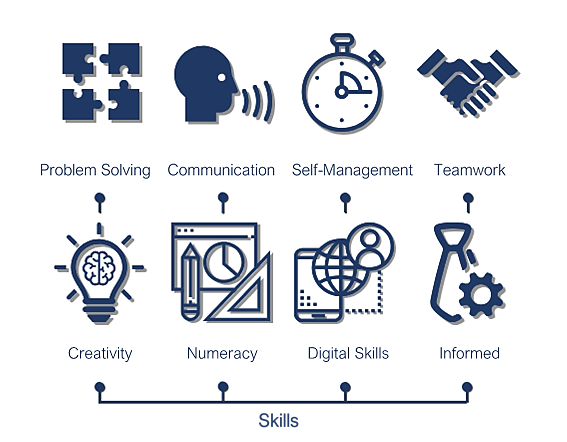 Problem Solving
Communication
Self-Management
Teamwork
Creativity
Numeracy
Digital Skills
Informed
Skills